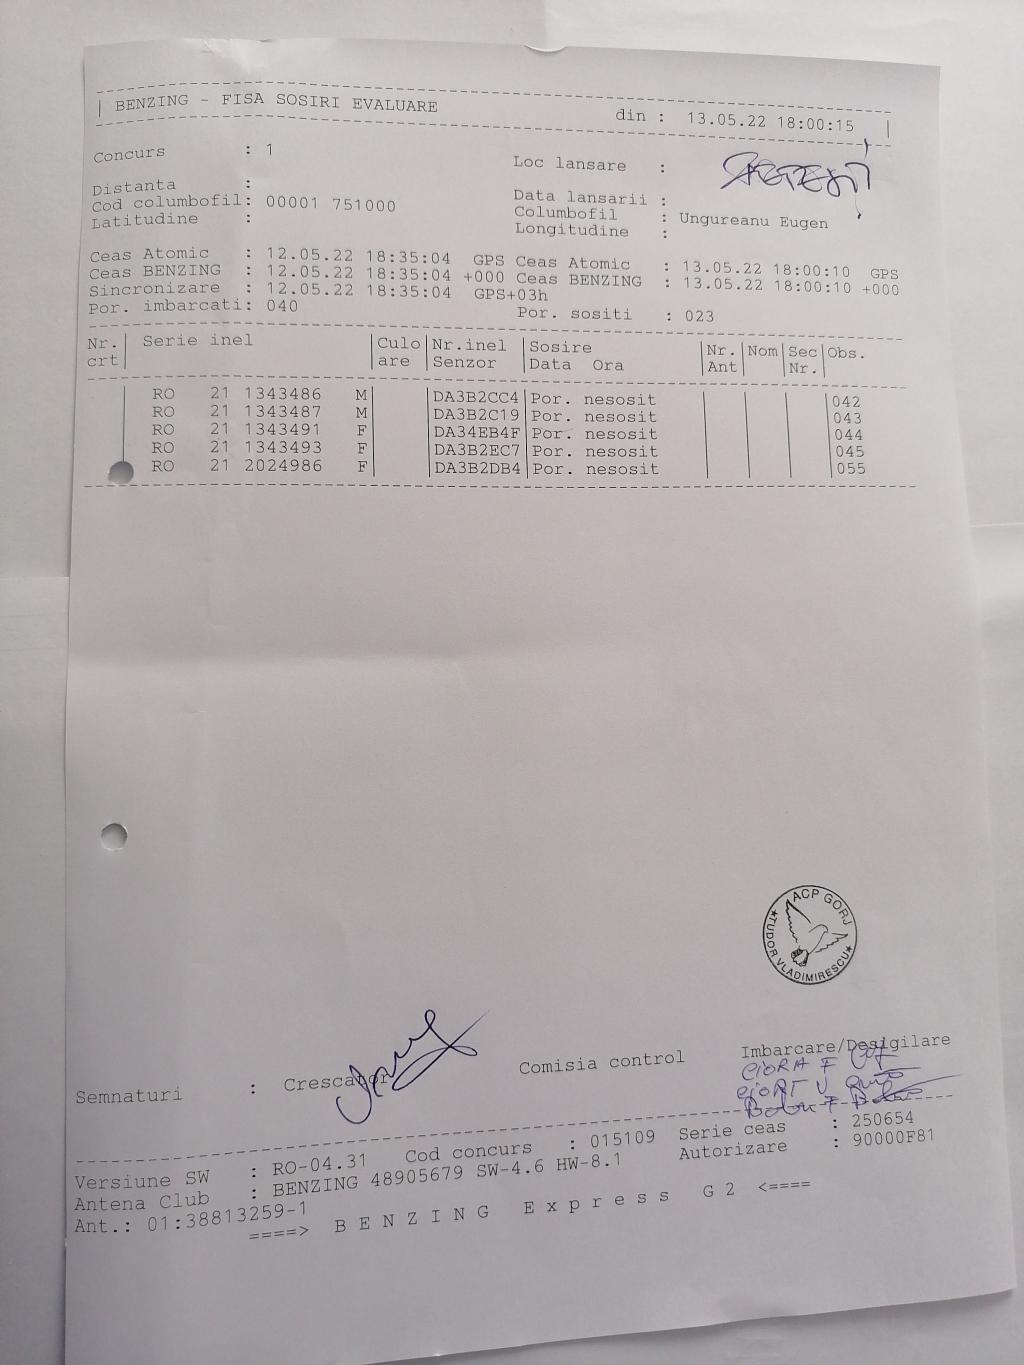 BENZING - FISA SOSIRI EVALUARE din : 13.05.22 18:00:15
Concurs : 1 Loc lansare :
Distanta : Data lansarii :
Cod columbofil: 00001 751000 Columbofil : Ungureanu Eugen
Latitudine : Longitudine :
Ceas Atomic : 12.05.22 18:35:04 GPS Ceas Atomic : 13.05.22 18:00:10 GPS
Ceas BENZING : 12.05.22 18:35:04 +000 Ceas BENZING : 13.05.22 18:00:10 +000
Sincronizare : 12.05.22 18:35:04 GPS+03h
Por. imbarcati: 040 Por. sositi : 023
Nr. crt Serie inel Culo are Nr.inel Senzor Sosire Data Ora Nr. Ant Nom Sec Nr. Obs.
RO 21 1343486 M DA3B2CC4 Por. nesosit 042
RO 21 1343487 M DA3B2C19 Por. nesosit 043
RO 21 1343491 F DA34EB4F Por. nesosit 044
RO 21 1343493 F DA3B2EC7 Por. nesosit 045
RO 21 2024986 F DA3B2DB4 Por. nesosit 055
ACP GORJ
TUDOR VLADIMIRESCU
Semnaturi : Crescator Comisia control Imbarcare/Desigilare
CIORA F
Versiune SW : RO-04.31 Cod concurs : 015109 Serie ceas : 250654
Antena Club : BENZING 48905679 SW-4.6 HW-8.1 Autorizare : 90000F81
Ant.: 01:38813259-1
====> BENZING Express G2 <====